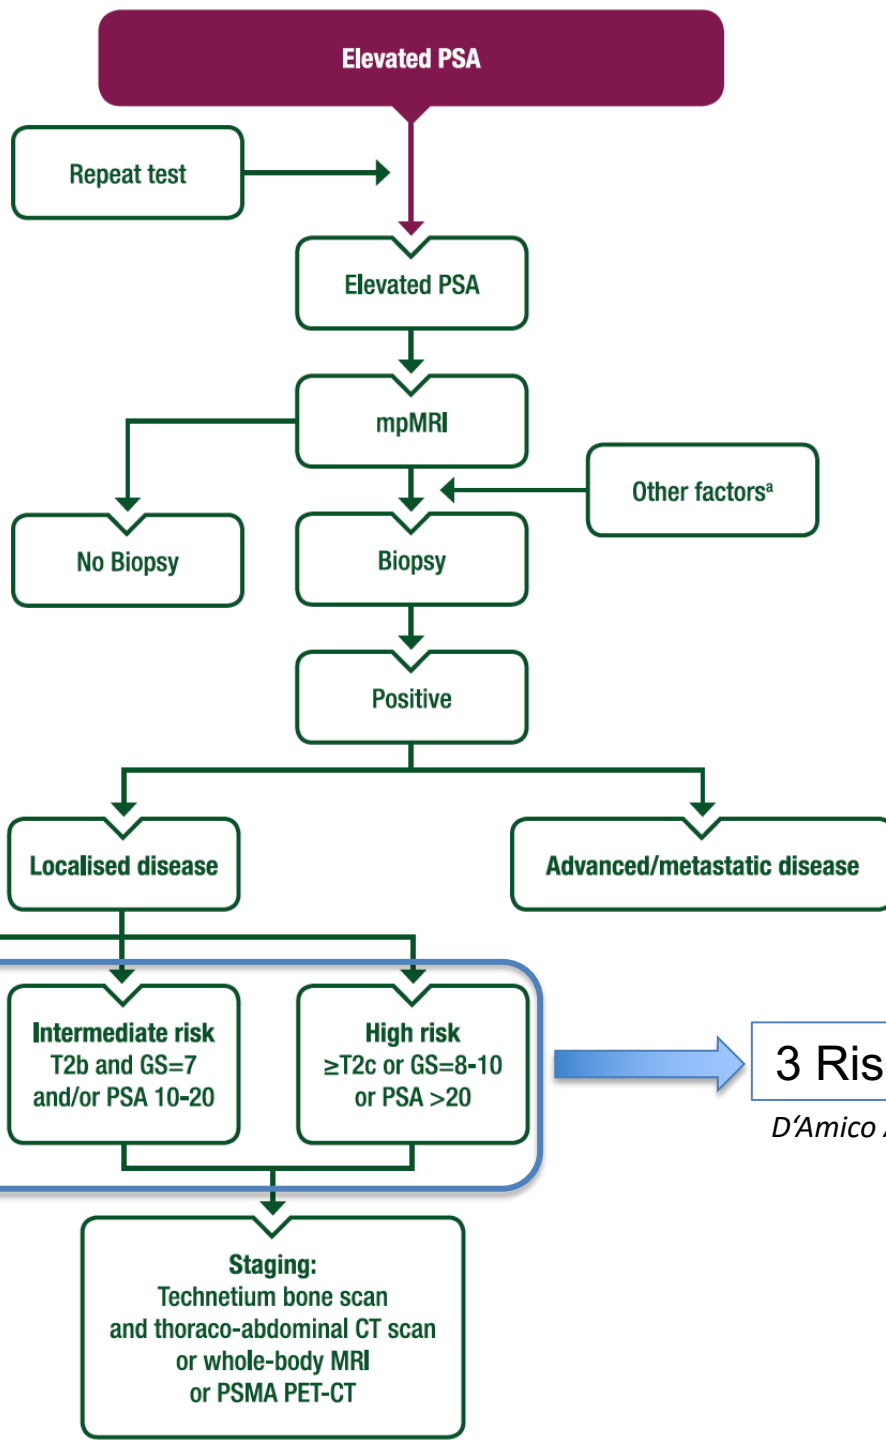 Elevated PSA
Repeat test
Elevated PSA
mpMRI
Other factorsᵃ
No Biopsy
Biopsy
Positive
Localised disease
Advanced/metastatic disease
Intermediate risk
T2b and GS=7
and/or PSA 10-20
High risk
≥T2c or GS=8-10
or PSA >20
3 Ris
D‘Amico
Staging:
Technetium bone scan
and thoraco-abdominal CT scan
or whole-body MRI
or PSMA PET-CT